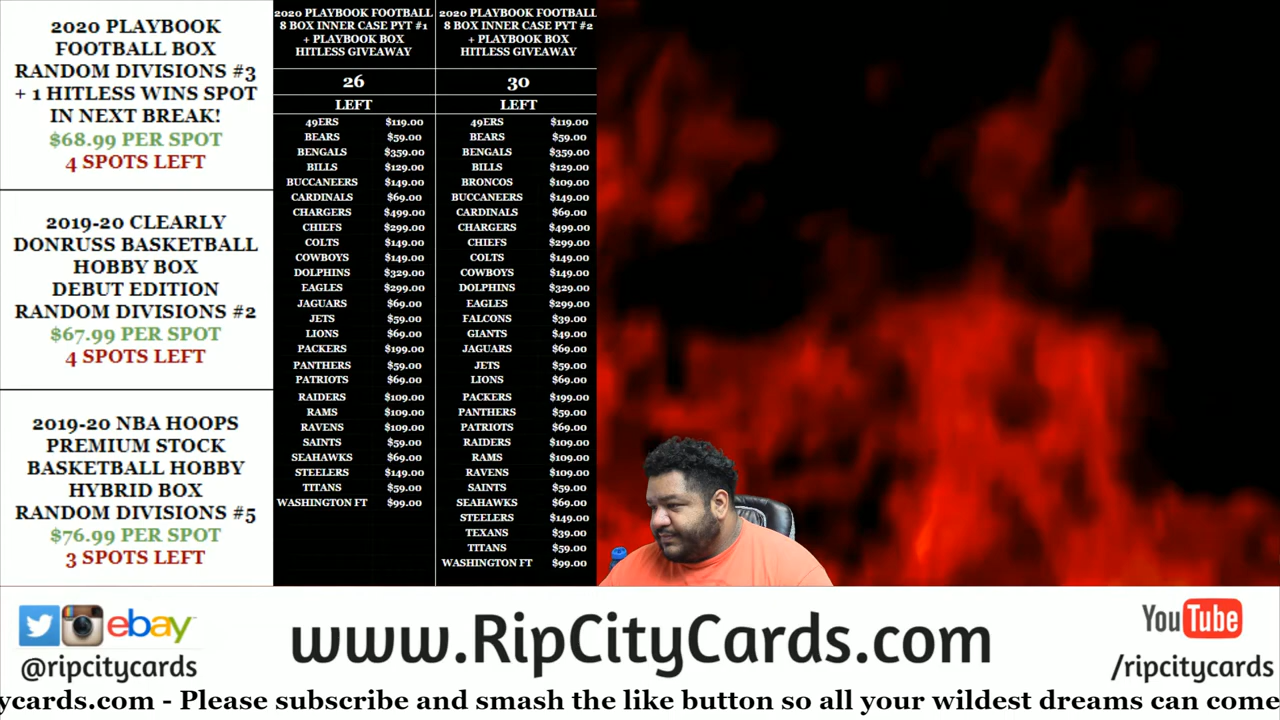 2020 PLAYBOOK
FOOTBALL BOX
RANDOM DIVISIONS #3
+ 1 HITLESS WINS SPOT
IN NEXT BREAK!
$68.99 PER SPOT
4 SPOTS LEFT
2019-20 CLEARLY
DONRUSS BASKETBALL
HOBBY BOX
DEBUT EDITION
RANDOM DIVISIONS #2
$67.99 PER SPOT
4 SPOTS LEFT
2019-20 NBA HOOPS
PREMIUM STOCK
BASKETBALL HOBBY
HYBRID BOX
RANDOM DIVISIONS #5
$76.99 PER SPOT
3 SPOTS LEFT
2020 PLAYBOOK FOOTBALL
8 BOX INNER CASE PYT #1
+ PLAYBOOK BOX
HITLESS GIVEAWAY
26
LEFT
49ERS $119.00
BEARS $59.00
BENGALS $359.00
BILLS $129.00
BUCCANEERS $149.00
CARDINALS $69.00
CHARGERS $499.00
CHIEFS $299.00
COLTS $149.00
COWBOYS $149.00
DOLPHINS $329.00
EAGLES $299.00
JAGUARS $69.00
JETS $59.00
LIONS $69.00
PACKERS $199.00
PANTHERS $59.00
PATRIOTS $69.00
RAIDERS $109.00
RAMS $109.00
RAVENS $109.00
SAINTS $59.00
SEAHAWKS $69.00
STEELERS $149.00
TITANS $59.00
WASHINGTON FT $99.00
2020 PLAYBOOK FOOTBALL
8 BOX INNER CASE PYT #2
+ PLAYBOOK BOX
HITLESS GIVEAWAY
30
LEFT
49ERS $119.00
BEARS $59.00
BENGALS $359.00
BILLS $129.00
BRONCOS $109.00
BUCCANEERS $149.00
CARDINALS $69.00
CHARGERS $499.00
CHIEFS $299.00
COLTS $149.00
COWBOYS $149.00
DOLPHINS $329.00
EAGLES $299.00
FALCONS $39.00
GIANTS $49.00
JAGUARS $69.00
JETS $59.00
LIONS $69.00
PACKERS $199.00
PANTHERS $59.00
PATRIOTS $69.00
RAIDERS $109.00
RAMS $109.00
RAVENS $109.00
SAINTS $59.00
SEAHAWKS $69.00
STEELERS $149.00
TEXANS $39.00
TITANS $59.00
WASHINGTON FT $99.00
ebay
@ripcitycards
www.RipCityCards.com
YouTube
/ripcitycards
ycards.com - Please subscribe and smash the like button so all your wildest dreams can come